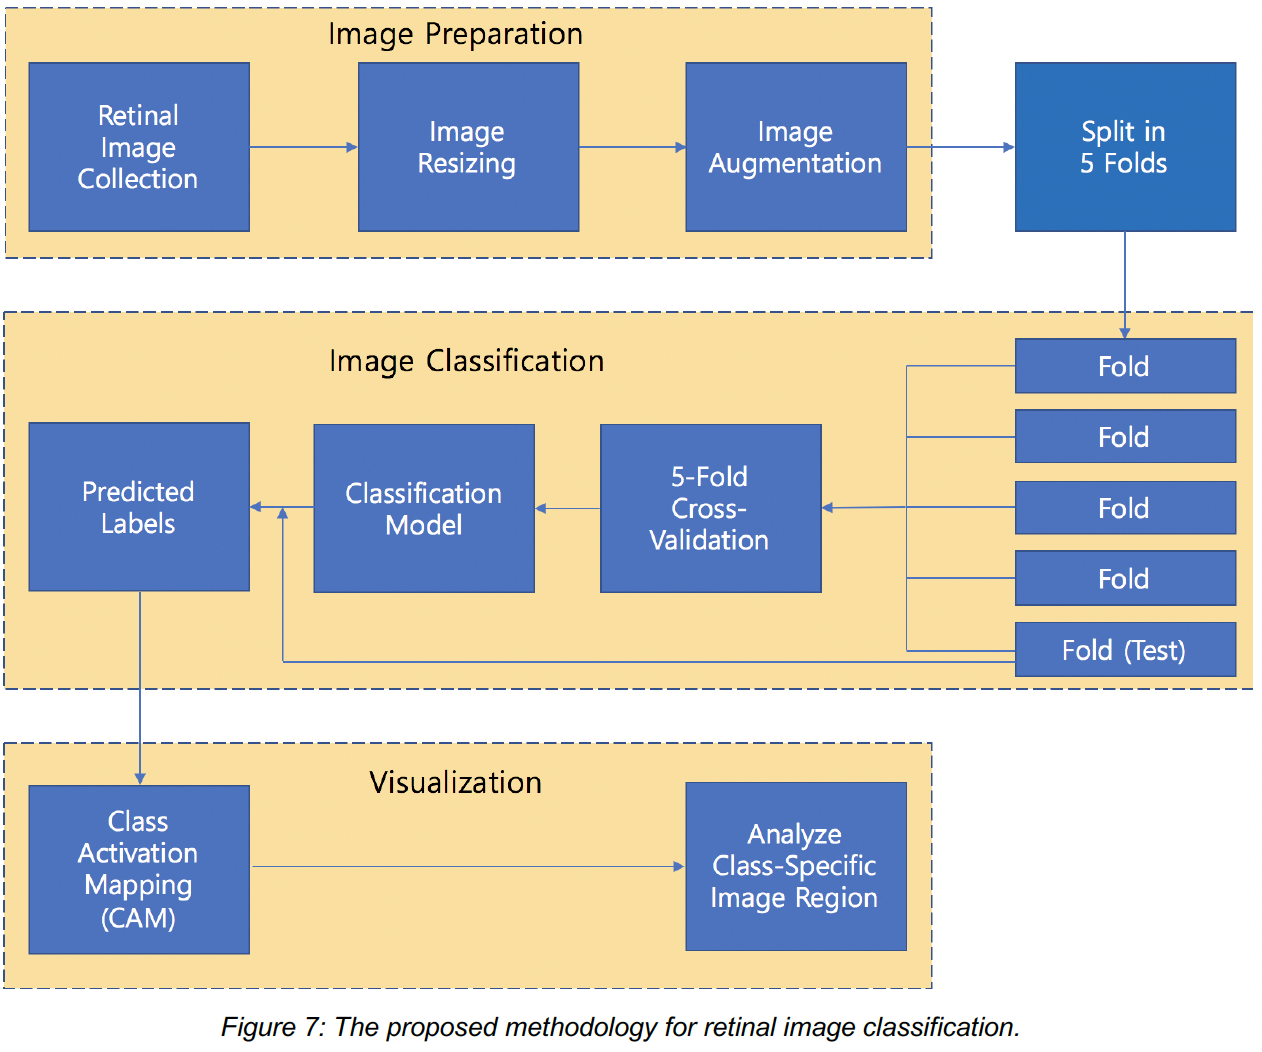 Image Preparation
Retinal
Image
Collection
Image
Resizing
Image
Augmentation
Split in
5 Folds
Image Classification
Fold
Fold
Fold
Fold
Fold (Test)
5-Fold
Cross-
Validation
Classification
Model
Predicted
Labels
Visualization
Class
Activation
Mapping
(CAM)
Analyze
Class-Specific
Image Region
Figure 7: The proposed methodology for retinal image classification.